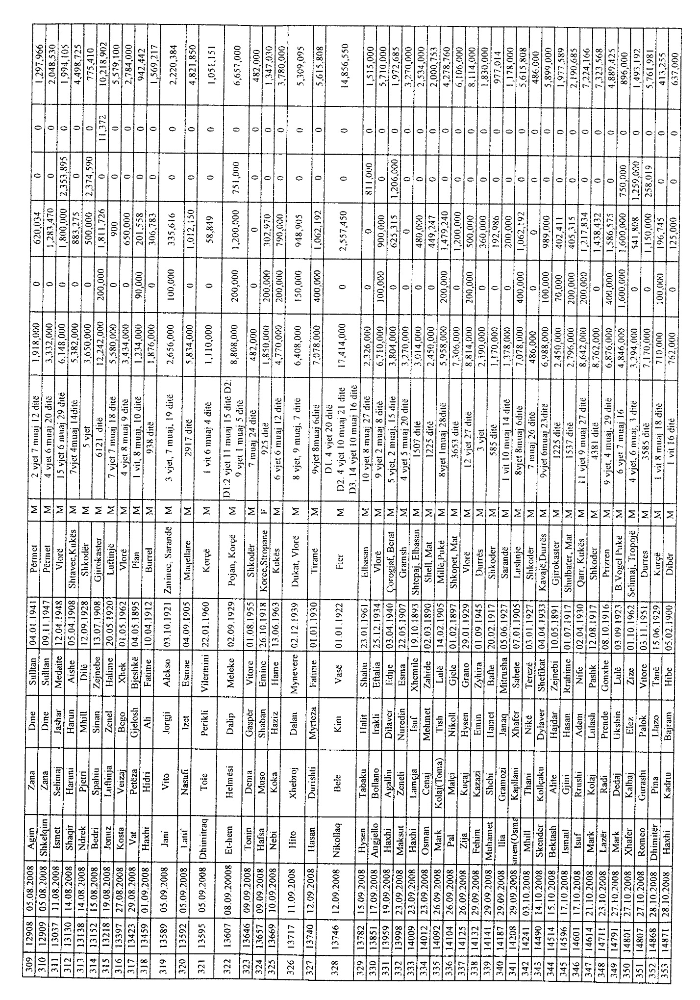 309 12908 05.08.2008 Agim Zana Dine Sulltan 04.01.1941 Përmet M 2 vjet 7 muaj 12 ditë 1,918,000 0 620,034 0 0 1,297,966
310 12909 05.08.2008 Shkelqim Zana Dine Sulltan 09.11.1947 Përmet M 4 vjet 6 muaj 20 ditë 3,332,000 0 1,283,470 0 0 2,048,530
311 13037 11.08.2008 Ismet Selimaj Jashar Medaite 12.04.1948 Vlorë M 15 vjet 6 muaj 29 ditë 6,148,000 0 1,800,000 2,353,895 0 1,994,105
312 13130 14.08.2008 Shaqir Haruni Harun Aishe 05.04.1908 Shtavec,Kukës M 7vjet 4muaj 14ditë 5,382,000 0 883,275 0 0 4,498,725
313 13138 14.08.2008 Ndrek Pjetri Mhill Dilë 12.09.1928 Shkodër M 5 vjet 3,650,000 0 500,000 2,374,590 0 775,410
314 13152 15.08.2008 Bedri Spahiu Sinan Zejnebe 13.07.1908 Gjirokaster M 6121 ditë 12,242,000 200,000 1,811,726 0 11,372 10,218,902
315 13218 19.08.2008 Jonuz Luftinja Zenel Halime 20.05.1920 Luftinjë M 7 vjet 7 muaj 18 ditë 5,580,000 0 900 0 0 5,579,100
316 13397 27.08.2008 Kosta Veizaj Bego Xhek 01.05.1962 Vlorë M 4 vjet 8 muaj 9 ditë 3,434,000 0 650,000 0 0 2,784,000
317 13423 29.08.2008 Vat Petëza Gjelosh Bjeshkë 04.05.1895 Plan M 1 vit, 8 muaj, 10 ditë 1,234,000 90,000 201,558 0 0 942,442
318 13459 01.09.2008 Haxhi Hidri Ali Fatime 10.04.1912 Burrel M 938 ditë 1,876,000 0 306,783 0 0 1,569,217
319 13589 05.09.2008 Jani Vito Jorgji Alekso 03.10.1921 Zminec, Sarandë M 3 vjet, 7 muaj, 19 ditë 2,656,000 100,000 335,616 0 0 2,220,384
320 13592 05.09.2008 Latif Nasufi Izet Esmae 04.09.1905 Maqellare M 2917 ditë 5,834,000 0 1,012,150 0 0 4,821,850
321 13595 05.09.2008 Dhimitraq Tole Perikli Vilermini 22.01.1960 Korçë M 1 vit 6 muaj 4 ditë 1,110,000 0 58,849 0 0 1,051,151
322 13607 08.09.2008 Et-hem Helmësi Dalip Meleke 02.09.1929 Pojan, Korçë M D1:2 vjet 11 muaj 15 ditë D2: 9 vjet 1 muaj 5 ditë 8,808,000 200,000 1,200,000 751,000 0 6,657,000
323 13646 09.09.2008 Tonin Dema Gaspër Vitore 01.08.1955 Shkodër M 7 muaj 24 ditë 482,000 0 0 0 0 482,000
324 13657 09.09.2008 Hafsa Muso Shaban Emine 26.10.1918 Korce,Stropane F 925 ditë 1,850,000 200,000 302,970 0 0 1,347,030
325 13669 10.09.2008 Nebi Koka Haziz Hame 13.06.1963 Kukës M 6 vjet 6 muaj 12 ditë 4,770,000 200,000 790,000 0 0 3,780,000
326 13717 11.09.2008 Hito Xhebroj Dalan Mynevere 02.12.1939 Dukat, Vlorë M 8 vjet, 9 muaj, 7 ditë 6,408,000 150,000 948,905 0 0 5,309,095
327 13740 12.09.2008 Hasan Durishti Myrteza Fatime 01.01.1930 Tiranë M 9vjet 8muaj 6ditë 7,078,000 400,000 1,062,192 0 0 5,615,808
328 13746 12.09.2008 Nikollaq Bele Kim Vasë 01.01.1922 Fier M D1. 4 vjet 20 ditë D2. 4 vjet 10 muaj 21 ditë D3. 14 vjet 10 muaj 16 ditë 17,414,000 0 2,557,450 0 0 14,856,550
329 13782 15.09.2008 Hysen Tabaku Halit Shahu 23.01.1961 Elbasan M 10 vjet 8 muaj 27 ditë 2,326,000 0 0 811,000 0 1,515,000
330 13851 17.09.2008 Angjello Bollano Irakli Eftalia 25.12.1934 Vlorë M 9 vjet 2 muaj 8 ditë 6,710,000 100,000 900,000 0 0 5,710,000
331 13959 19.09.2008 Haxhi Agalliu Dilaver Edije 03.04.1940 Çorogjaf, Berat M 5 vjet, 2 muaj, 15 ditë 3,804,000 0 625,315 1,206,000 0 1,972,685
332 13998 23.09.2008 Maksut Zeneli Nuredin Esma 22.05.1907 Gramsh M 4 vjet 5 muaj 20 ditë 3,270,000 0 0 0 0 3,270,000
333 14009 23.09.2008 Haxhi Lamçja Isuf Xhemile 19.10.1893 Shtepaj, Elbasan M 1507 ditë 3,014,000 0 480,000 0 0 2,534,000
334 14012 23.09.2008 Osman Cenaj Mehmet Zahide 02.03.1890 Shell, Mat M 1225 ditë 2,450,000 0 449,247 0 0 2,000,753
335 14092 26.09.2008 Mark Kolaj(Toma) Tish Lulë 14.02.1905 Millë,Pukë M 8vjet 1muaj 28ditë 5,958,000 200,000 1,479,240 0 0 4,278,760
336 14104 26.09.2008 Pal Malçi Nikoll Gjele 01.02.1897 Shkopet, Mat M 3653 ditë 7,306,000 0 1,200,000 0 0 6,106,000
337 14125 26.09.2008 Zija Kuçaj Hysen Grano 29.01.1929 Vlorë M 12 vjet 27 ditë 8,814,000 200,000 500,000 0 0 8,114,000
338 14132 29.09.2008 Fehim Kazazi Emin Zyhira 01.09.1945 Durrës M 3 vjet 2,190,000 0 360,000 0 0 1,830,000
339 14141 29.09.2008 Muhamet Shehi Hamet Bafte 20.02.1917 Shkoder M 585 ditë 1,170,000 0 192,986 0 0 977,014
340 14187 29.09.2008 Ilia Gramozi Janaq Mitrusha 05.06.1927 Sarandë M 1 vit 10 muaj 14 ditë 1,378,000 0 200,000 0 0 1,178,000
341 14208 29.09.2008 smen(Osma Kapllani Xhafer Sabete 07.01.1905 Lushnje M 8vjet 8muaj 6ditë 7,078,000 400,000 1,062,192 0 0 5,615,808
342 14241 03.10.2008 Mhill Thani Nikë Terezë 03.01.1927 Shkodër M 7 muaj 26 ditë 486,000 0 0 0 0 486,000
343 14490 14.10.2008 Skender Kollçaku Dylaver Shefikat 04.04.1933 Kavajë,Durrës M 9vjet 6muaj 23ditë 6,988,000 100,000 989,000 0 0 5,899,000
344 14514 15.10.2008 Bektash Alite Hajdar Zejnebi 10.05.1891 Gjirokaster M 1225 ditë 2,450,000 70,000 402,411 0 0 1,977,589
345 14596 17.10.2008 Ismail Gjini Hasan Rrahime 01.07.1917 Shulbater, Mat M 1537 ditë 2,796,000 200,000 405,315 0 0 2,190,685
346 14601 17.10.2008 Isuf Rrushi Adem Nife 02.04.1930 Qarr, Kukës M 11 vjet 9 muaj 27 ditë 8,642,000 200,000 1,217,834 0 0 7,224,166
347 14614 21.10.2008 Mark Kolaj Lulash Pashk 12.08.1917 Shkoder M 4381 ditë 8,762,000 0 1,438,432 0 0 7,323,568
348 14711 23.10.2008 Lazër Radi Prende Gonxhe 08.10.1916 Prizren M 9 vjet, 4 muaj, 29 ditë 6,876,000 400,000 1,586,575 0 0 4,889,425
349 14791 27.10.2008 Mark Dedaj Ukshin Lulë 03.09.1923 B.Vogel Pukë M 6 vjet 7 muaj 16 4,846,000 1,600,000 1,600,000 750,000 0 896,000
350 14801 27.10.2008 Xhafer Kalbaj Elez Zize 01.10.1962 Selimaj, Tropojë M 4 vjet, 6 muaj, 3 ditë 3,294,000 0 541,808 1,259,000 0 1,493,192
351 14807 27.10.2008 Romeo Gurashi Palok Vitore 03.11.1951 Durres M 3585 ditë 7,170,000 0 1,150,000 258,019 0 5,761,981
352 14868 28.10.2008 Dhimitër Pina Llazo Tanë 15.06.1929 Korçë M 1 vit 8 muaj 18 ditë 710,000 100,000 196,745 0 0 413,255
353 14871 28.10.2008 Haxhi Kadriu Bajram Hibe 05.02.1900 Dibër M 1 vit 16 ditë 762,000 0 125,000 0 0 637,000